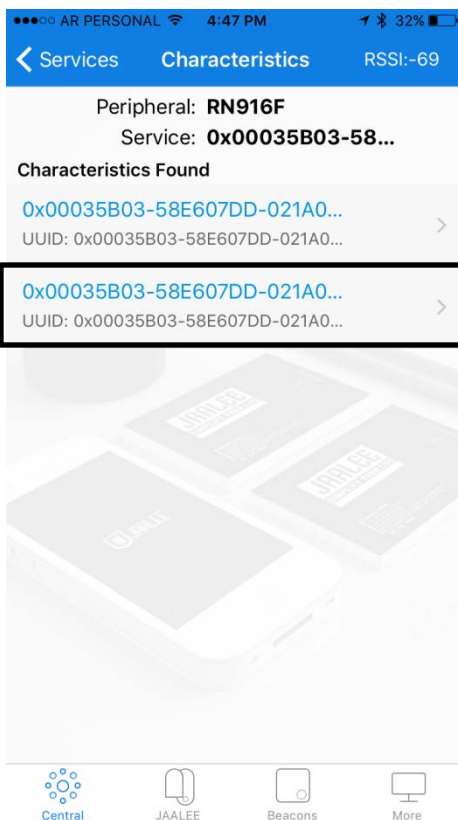 AR PERSONAL 4:47 PM 32%
Services Characteristics RSSI:-69
Peripheral: RN916F
Service: 0x00035B03-58...
Characteristics Found
0x00035B03-58E607DD-021A0...
UUID: 0x00035B03-58E607DD-021A0...
0x00035B03-58E607DD-021A0...
UUID: 0x00035B03-58E607DD-021A0...
JAALEE
JAALEE
JAALEE
Central JAALEE Beacons More